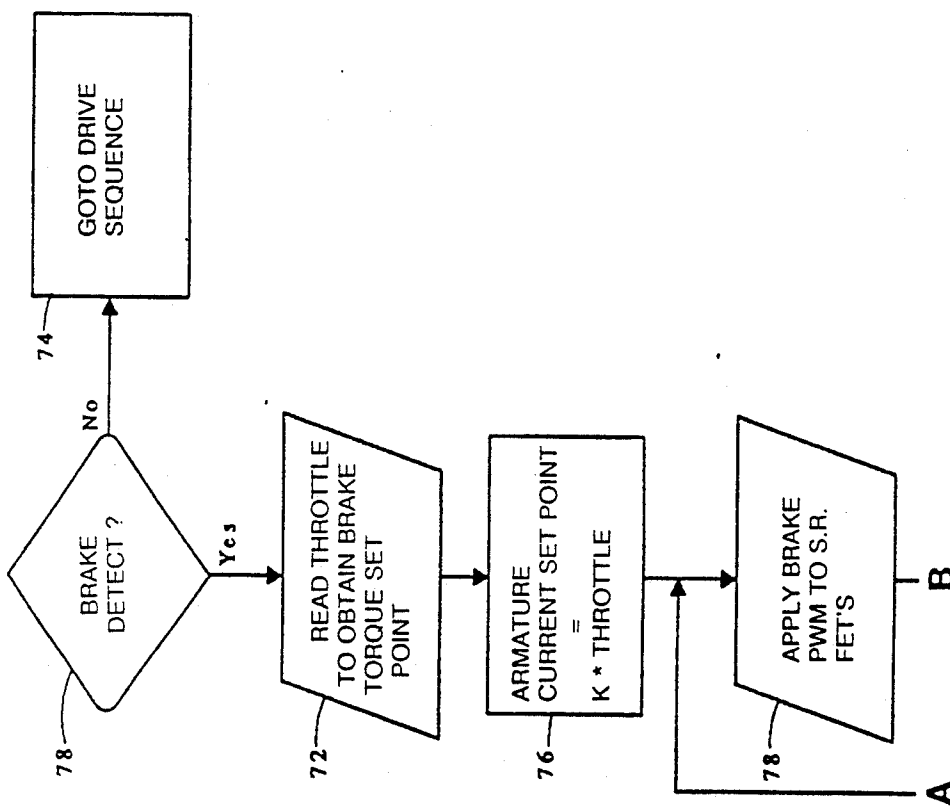 78
BRAKE
DETECT ?
No
74
GOTO DRIVE
SEQUENCE
Yes
72
READ THROTTLE
TO OBTAIN BRAKE
TORQUE SET
POINT
76
ARMATURE
CURRENT SET POINT
=
K * THROTTLE
78
APPLY BRAKE
PWM TO S.R.
FET'S
A
B